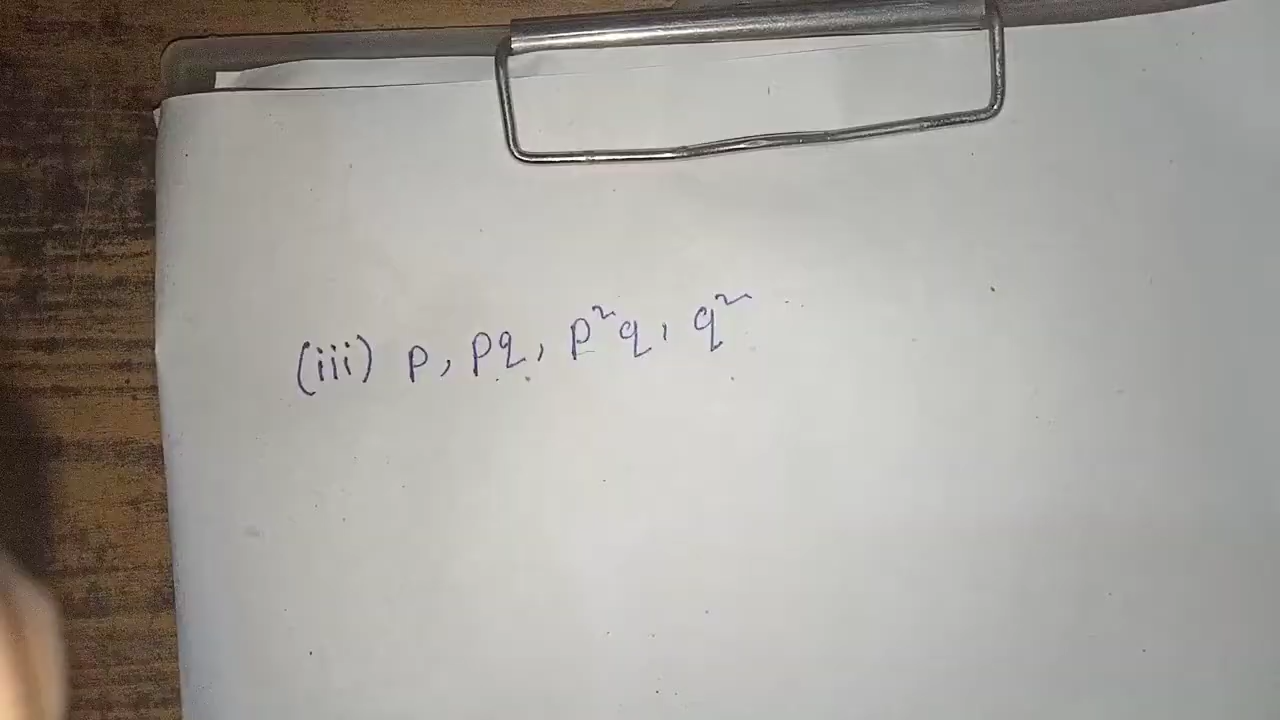 (iii) p, pq, p²q, q²